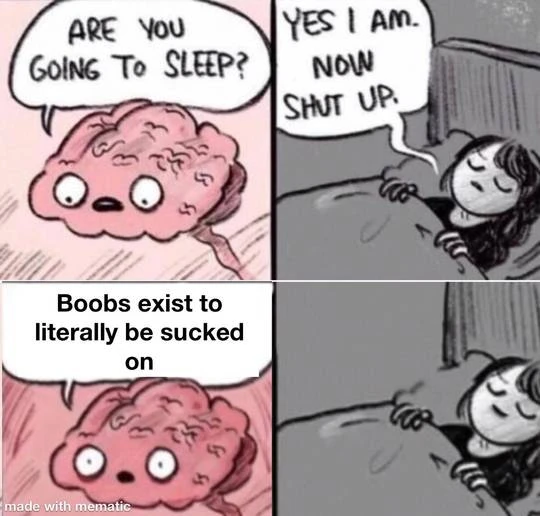 ARE YOU
GOING TO SLEEP?
YES I AM.
NOW
SHUT UP.
Boobs exist to
literally be sucked
on
made with mematic